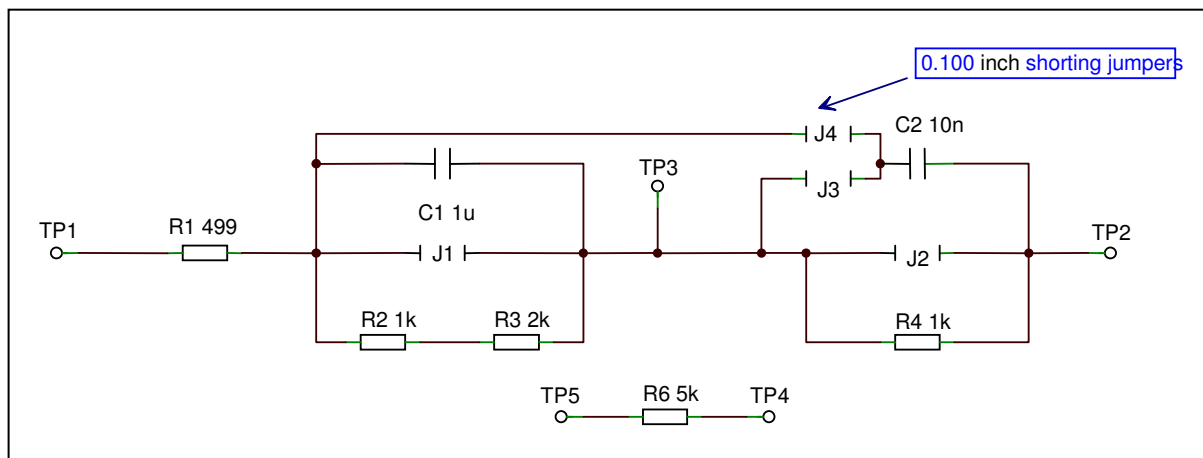 0.100 inch shorting jumpers
J4
C2 10n
TP3
J3
C1 1u
TP1
R1 499
J1
J2
TP2
R2 1k
R3 2k
R4 1k
TP5
R6 5k
TP4